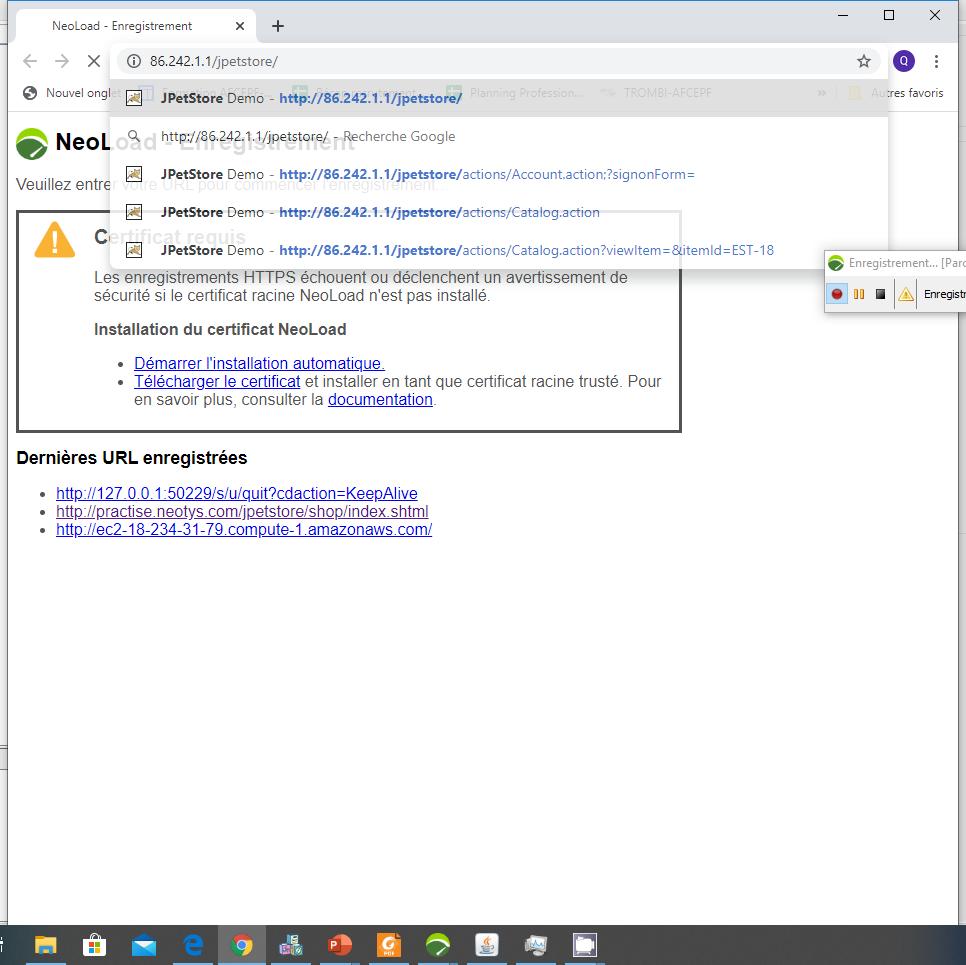 NeoLoad - Enregistrement
86.242.1.1/jpetstore/
Nouvel onglet Formation AFCEPF- Planning Profession... TROMBI-AFCEPF » Autres favoris
JPetStore Demo - http://86.242.1.1/jpetstore/
http://86.242.1.1/jpetstore/ - Recherche Google
JPetStore Demo - http://86.242.1.1/jpetstore/actions/Account.action;?signonForm=
JPetStore Demo - http://86.242.1.1/jpetstore/actions/Catalog.action
JPetStore Demo - http://86.242.1.1/jpetstore/actions/Catalog.action?viewItem=&itemId=EST-18
NeoLoad - Enregistrement
Veuillez entrer votre URL pour commencer l'enregistrement...
Certificat requis
Les enregistrements HTTPS échouent ou déclenchent un avertissement de
sécurité si le certificat racine NeoLoad n'est pas installé.
Installation du certificat NeoLoad
• Démarrer l'installation automatique.
• Télécharger le certificat et installer en tant que certificat racine trusté. Pour
en savoir plus, consulter la documentation.
Dernières URL enregistrées
• http://127.0.0.1:50229/s/u/quit?cdaction=KeepAlive
• http://practise.neotys.com/jpetstore/shop/index.shtml
• http://ec2-18-234-31-79.compute-1.amazonaws.com/
Enregistrement... [Parc
Enregistr
Q